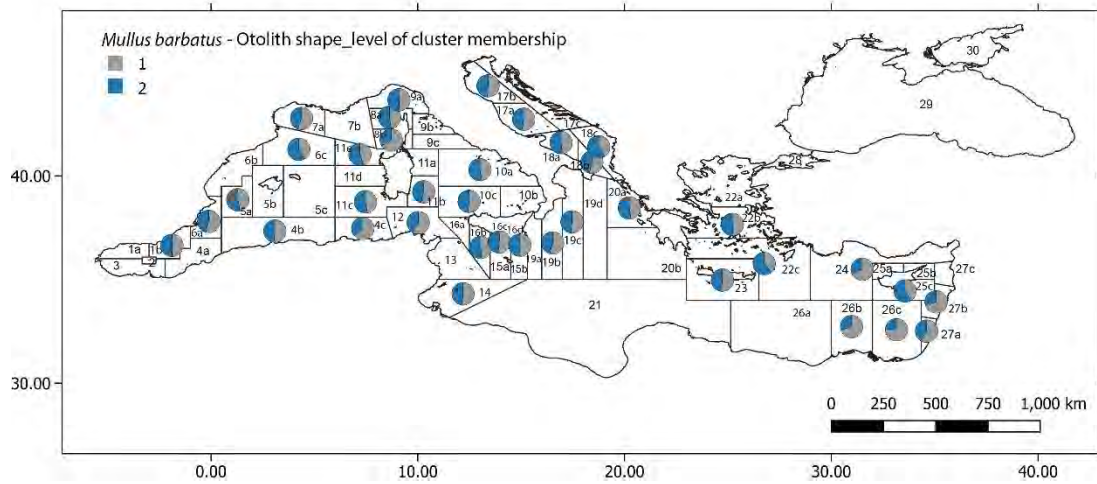 Mullus barbatus - Otolith shape_level of cluster membership
1
2
30
29
28
9a
17b
7a
7b
8a
9b
17a
17c
18c
9c
6b
6c
11e
11a
18a
18b
40.00
10a
22a
11d
5a
5b
5c
11c
11b
10c
10b
20a
19d
22b
6a
12
16a
4c
16c
16d
19c
1a
1b
4b
16b
4a
13
15a
15b
19a
19b
24
25a
25b
27c
3
2
20b
23
22c
25c
14
27b
21
26a
26b
26c
27a
30.00
0 250 500 750 1,000 km
0.00 10.00 20.00 30.00 40.00